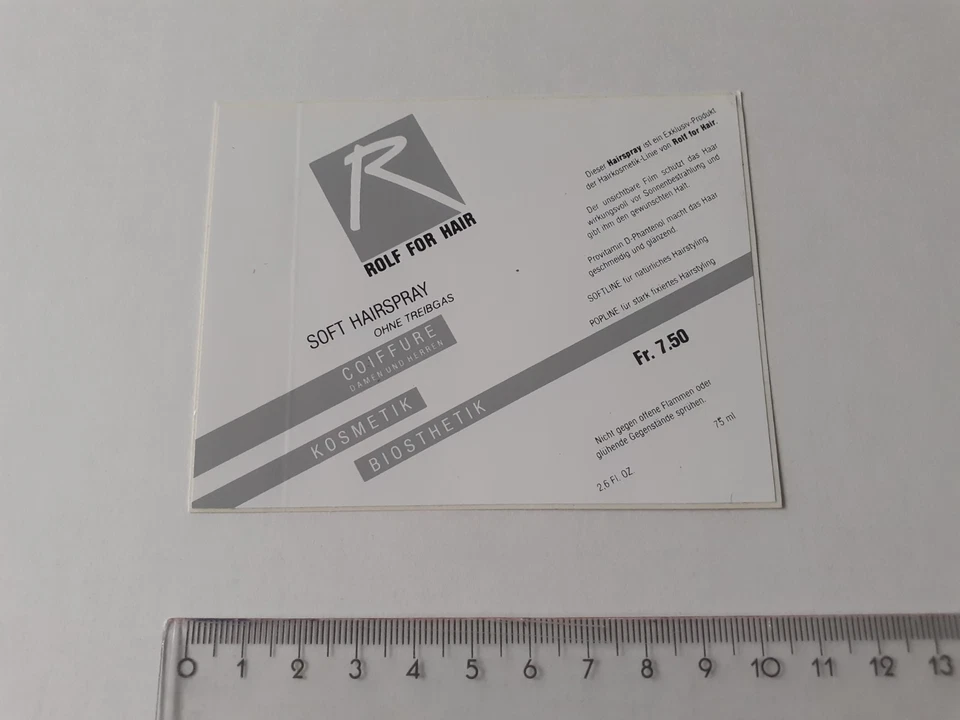 R
ROLF FOR HAIR
SOFT HAIRSPRAY
OHNE TREIBGAS
COIFFURE
DAMEN UND HERREN
KOSMETIK
BIOSTHETIK
Dieser Hairspray ist ein Exklusiv-Produkt
der Hairkosmetik-Linie von Rolf for Hair.
Der unsichtbare Film schützt das Haar
wirkungsvoll vor Sonnenbestrahlung und
gibt ihm den gewünschten Halt.
Provitamin D-Phantenol macht das Haar
geschmeidig und glänzend.
SOFTLINE für natürliches Hairstyling
POPLINE für stark fixiertes Hairstyling
Fr. 7.50
Nicht gegen offene Flammen oder
glühende Gegenstände sprühen.
75 ml
2.6 Fl. OZ.
0 1 2 3 4 5 6 7 8 9 10 11 12 13